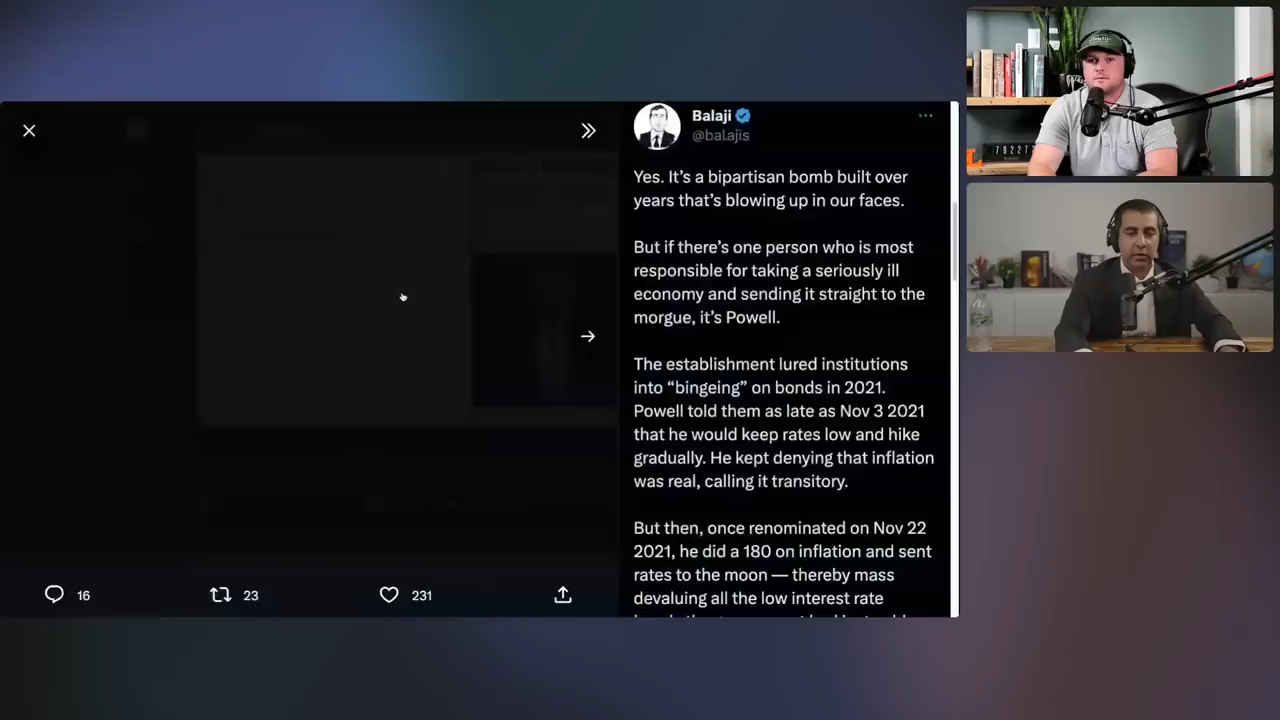 Balaji
@balajis
Yes. It's a bipartisan bomb built over
years that's blowing up in our faces.
But if there's one person who is most
responsible for taking a seriously ill
economy and sending it straight to the
morgue, it's Powell.
The establishment lured institutions
into “bingeing” on bonds in 2021.
Powell told them as late as Nov 3 2021
that he would keep rates low and hike
gradually. He kept denying that inflation
was real, calling it transitory.
But then, once renominated on Nov 22
2021, he did a 180 on inflation and sent
rates to the moon — thereby mass
devaluing all the low interest rate
16
23
231